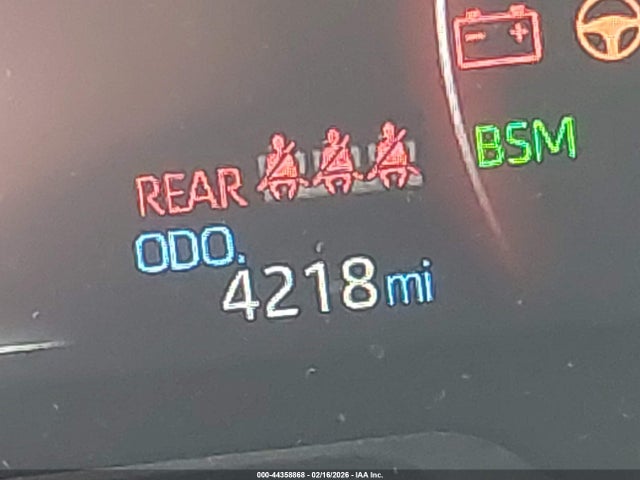 BSM
REAR
ODO.
4218 mi
000-44358868 - 02/16/2026 - IAA Inc.